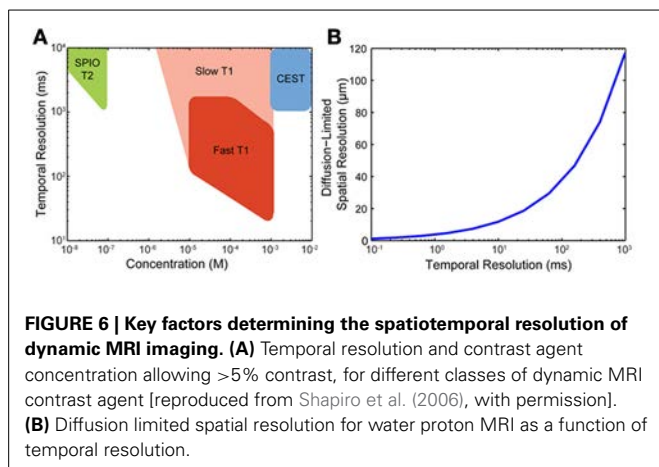 A
B
10⁴
10³
10²
10¹
Temporal Resolution (ms)
SPIO
T2
Slow T1
CEST
Fast T1
10⁻⁸ 10⁻⁷ 10⁻⁶ 10⁻⁵ 10⁻⁴ 10⁻³ 10⁻²
Concentration (M)
120
100
80
60
40
20
0
Diffusion-Limited
Spatial Resolution (µm)
10⁻¹ 10⁰ 10¹ 10² 10³
Temporal Resolution (ms)
FIGURE 6 | Key factors determining the spatiotemporal resolution of
dynamic MRI imaging. (A) Temporal resolution and contrast agent
concentration allowing >5% contrast, for different classes of dynamic MRI
contrast agent [reproduced from Shapiro et al. (2006), with permission].
(B) Diffusion limited spatial resolution for water proton MRI as a function of
temporal resolution.